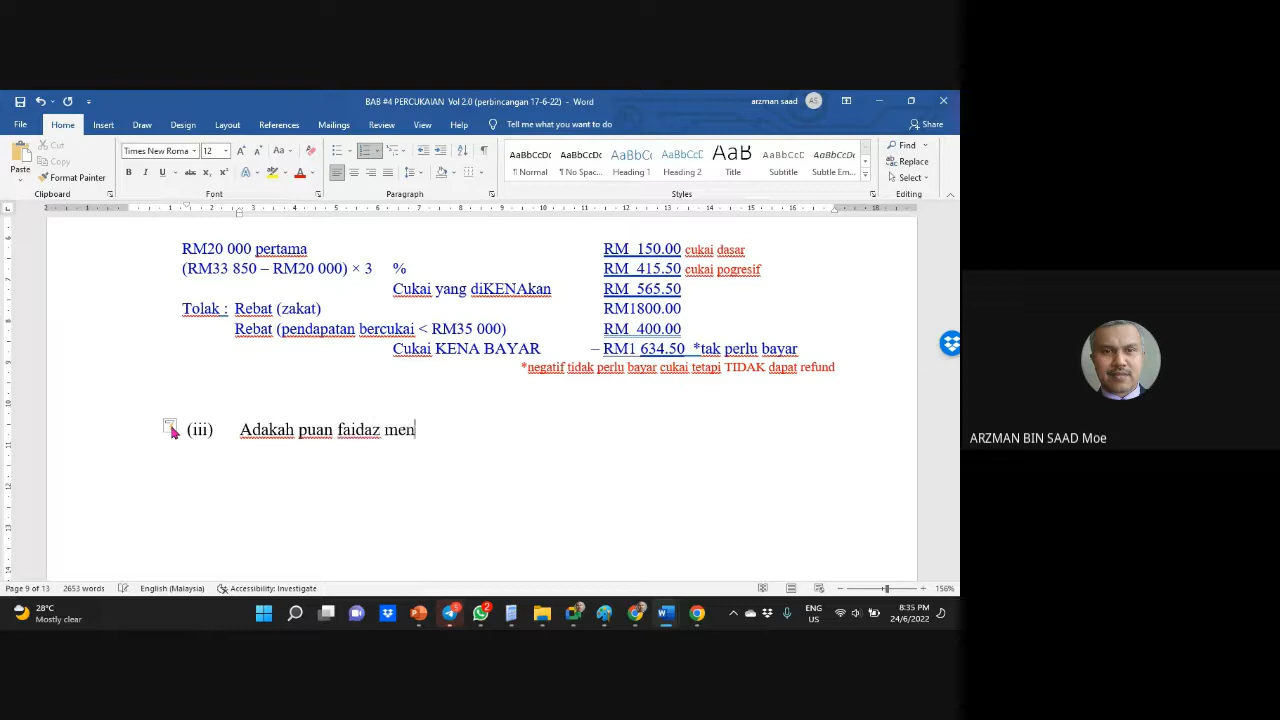 BAB #4 PERCUKAIAN Vol 2.0 (perbincangan 17-6-22) - Word
arzman saad
AS
File Home Insert Draw Design Layout References Mailings Review View Help Tell me what you want to do
Share
Paste
Cut
Copy
Format Painter
Clipboard
Times New Roma 12
Font
Paragraph
AaBbCcDc AaBbCcDc AaBbCc AaBbCcD AaB AaBbCcD AaBbCcDc
¶ Normal ¶ No Spac... Heading 1 Heading 2 Title Subtitle Subtle Em...
Styles
Find
Replace
Select
Editing
RM20 000 pertama RM 150.00 cukai dasar
(RM33 850 – RM20 000) × 3 % RM 415.50 cukai pogresif
Cukai yang diKENAkan RM 565.50
Tolak : Rebat (zakat) RM1800.00
Rebat (pendapatan bercukai < RM35 000) RM 400.00
Cukai KENA BAYAR – RM1 634.50 *tak perlu bayar
*negatif tidak perlu bayar cukai tetapi TIDAK dapat refund
(iii) Adakah puan faidaz men
ARZMAN BIN SAAD Moe
Page 9 of 13 2653 words English (Malaysia) Accessibility: Investigate 156%
28°C
Mostly clear
ENG
US
8:35 PM
24/6/2022